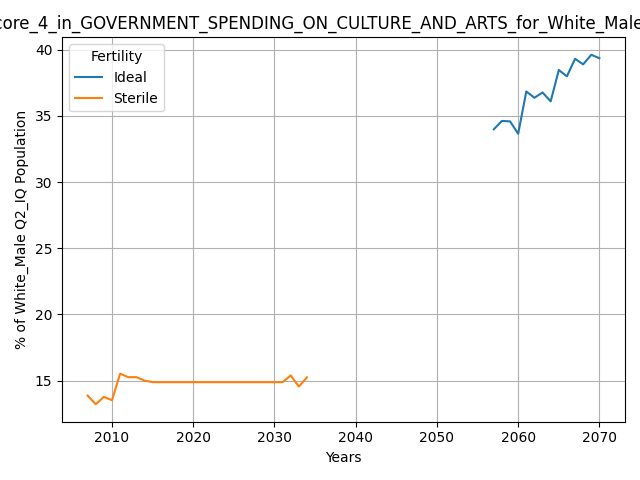 core_4_in_GOVERNMENT_SPENDING_ON_CULTURE_AND_ARTS_for_White_Male
Fertility
Ideal
Sterile
% of White_Male Q2_IQ Population
40
35
30
25
20
15
2010 2020 2030 2040 2050 2060 2070
Years